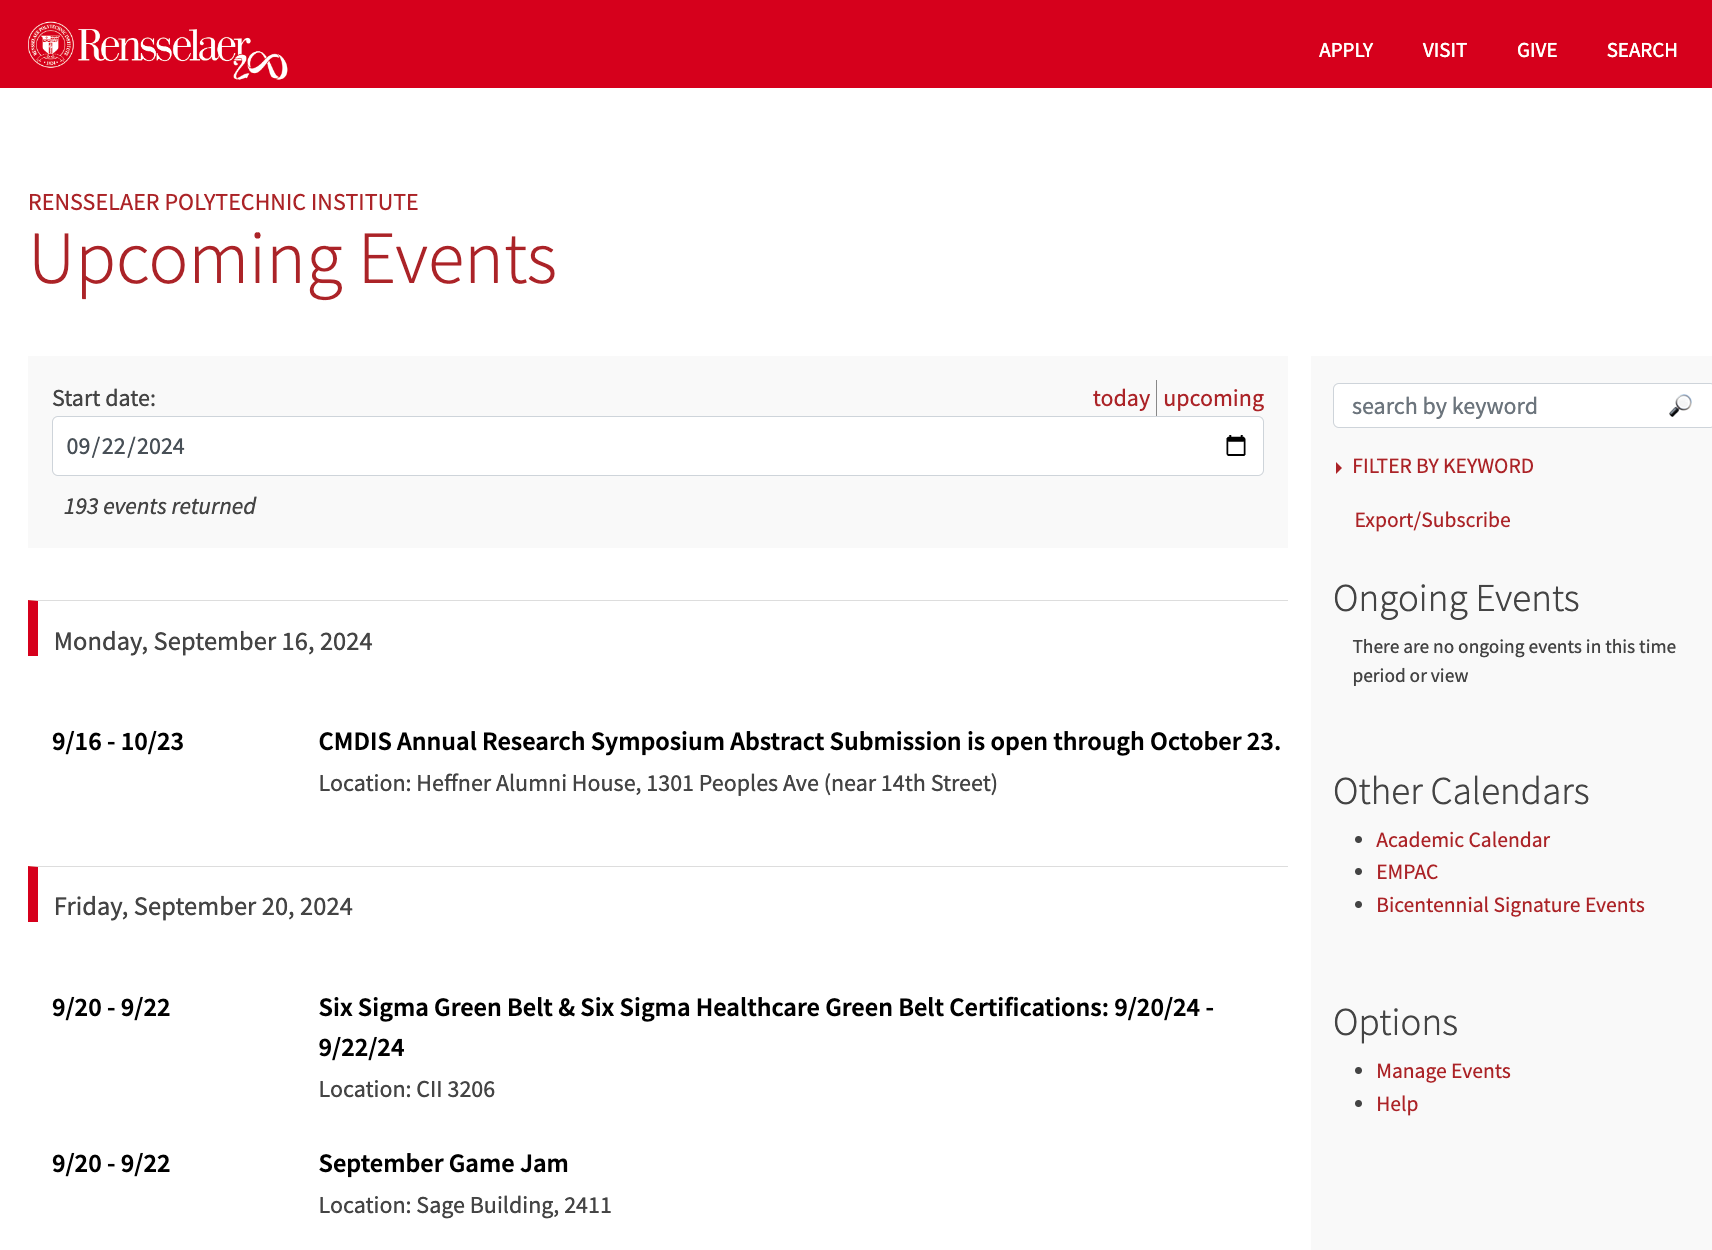 Rensselaer
200
APPLY
VISIT
GIVE
SEARCH
RENSSELAER POLYTECHNIC INSTITUTE
Upcoming Events
Start date:
today
upcoming
09/22/2024
193 events returned
Monday, September 16, 2024
9/16 - 10/23
CMDIS Annual Research Symposium Abstract Submission is open through October 23.
Location: Heffner Alumni House, 1301 Peoples Ave (near 14th Street)
Friday, September 20, 2024
9/20 - 9/22
Six Sigma Green Belt & Six Sigma Healthcare Green Belt Certifications: 9/20/24 -
9/22/24
Location: CII 3206
9/20 - 9/22
September Game Jam
Location: Sage Building, 2411
search by keyword
FILTER BY KEYWORD
Export/Subscribe
Ongoing Events
There are no ongoing events in this time
period or view
Other Calendars
Academic Calendar
EMPAC
Bicentennial Signature Events
Options
Manage Events
Help